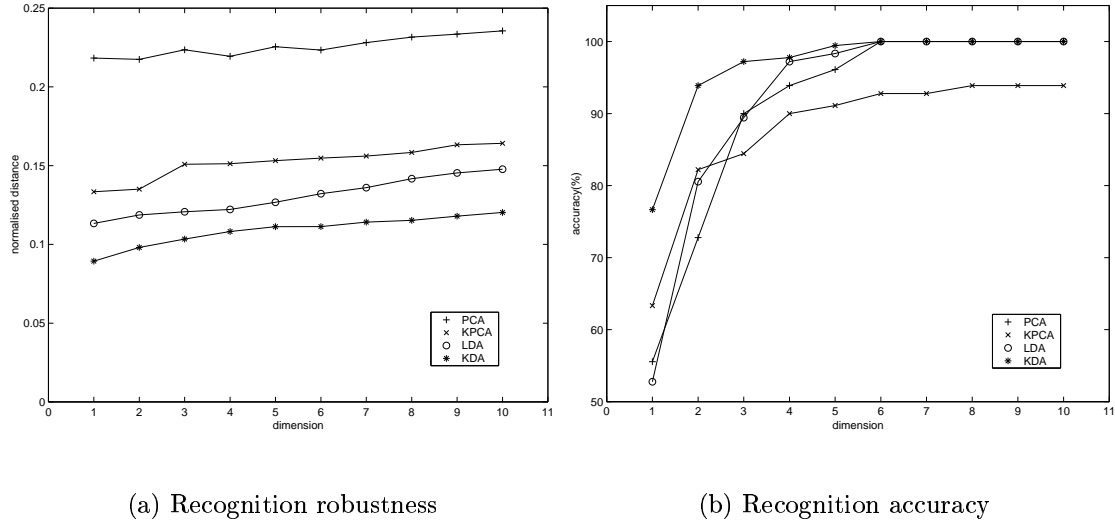 0.25
0.2
0.15
0.1
0.05
0
normalised distance
0 1 2 3 4 5 6 7 8 9 10 11
dimension
PCA
KPCA
LDA
KDA
(a) Recognition robustness
100
90
80
70
60
50
accuracy(%)
0 1 2 3 4 5 6 7 8 9 10 11
dimension
PCA
KPCA
LDA
KDA
(b) Recognition accuracy